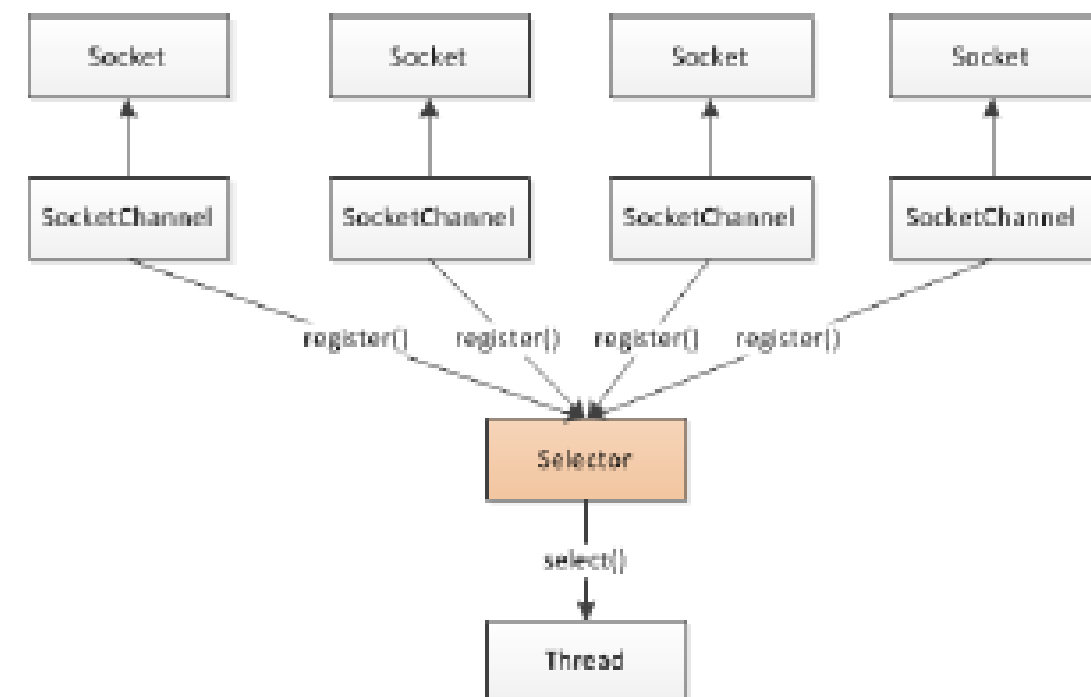 Socket Socket Socket Socket
SocketChannel SocketChannel SocketChannel SocketChannel
register() register() register() register()
Selector
select()
Thread